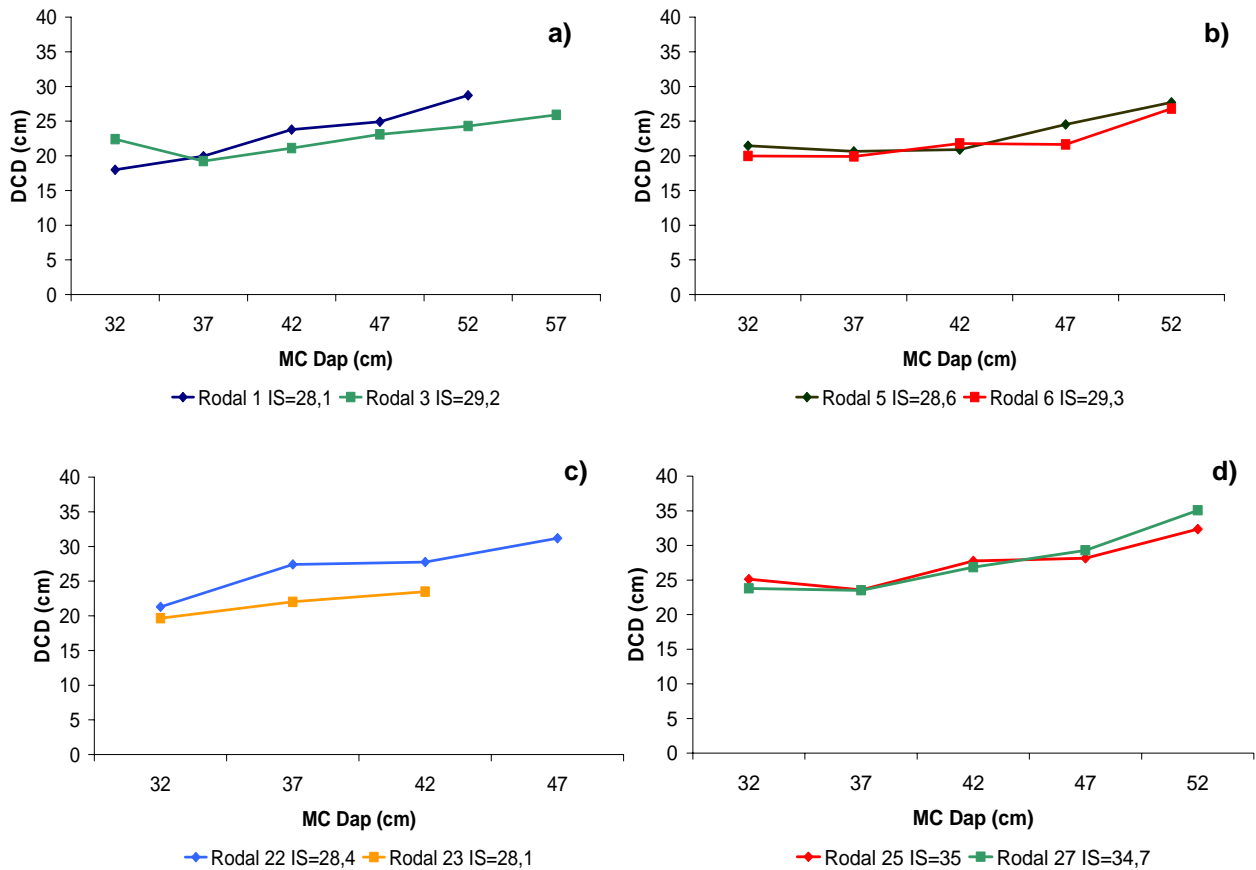 a)
40
35
30
25
20
15
10
5
0
DCD (cm)
32 37 42 47 52 57
MC Dap (cm)
Rodal 1 IS=28,1 Rodal 3 IS=29,2
b)
40
35
30
25
20
15
10
5
0
DCD (cm)
32 37 42 47 52
MC Dap (cm)
Rodal 5 IS=28,6 Rodal 6 IS=29,3
c)
40
35
30
25
20
15
10
5
0
DCD (cm)
32 37 42 47
MC Dap (cm)
Rodal 22 IS=28,4 Rodal 23 IS=28,1
d)
40
35
30
25
20
15
10
5
0
DCD (cm)
32 37 42 47 52
MC Dap (cm)
Rodal 25 IS=35 Rodal 27 IS=34,7